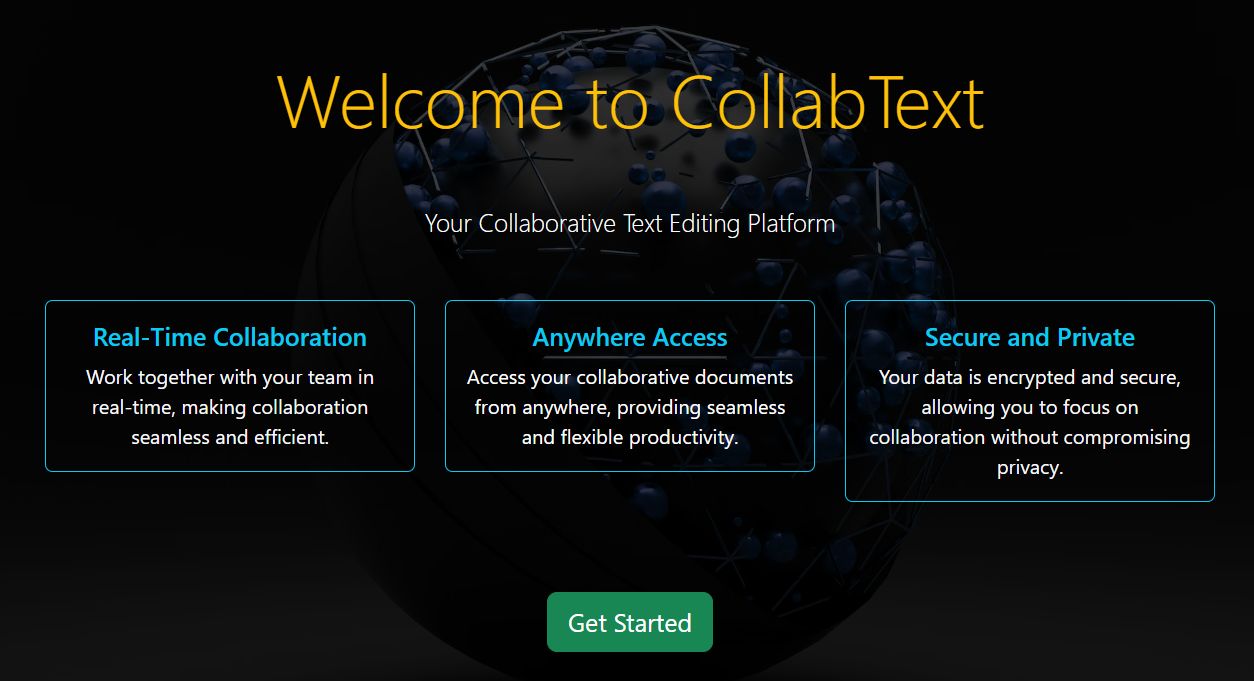 Welcome to CollabText
Your Collaborative Text Editing Platform
Real-Time Collaboration
Work together with your team in
real-time, making collaboration
seamless and efficient.
Anywhere Access
Access your collaborative documents
from anywhere, providing seamless
and flexible productivity.
Secure and Private
Your data is encrypted and secure,
allowing you to focus on
collaboration without compromising
privacy.
Get Started